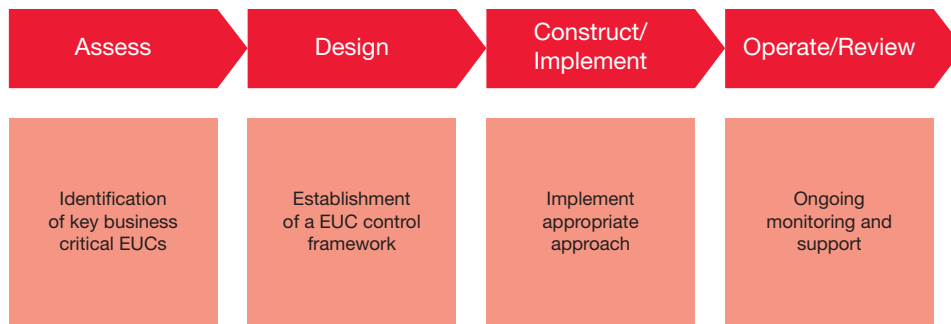 Assess
Design
Construct/
Implement
Operate/Review
Identification
of key business
critical EUCs
Establishment
of a EUC control
framework
Implement
appropriate
approach
Ongoing
monitoring and
support